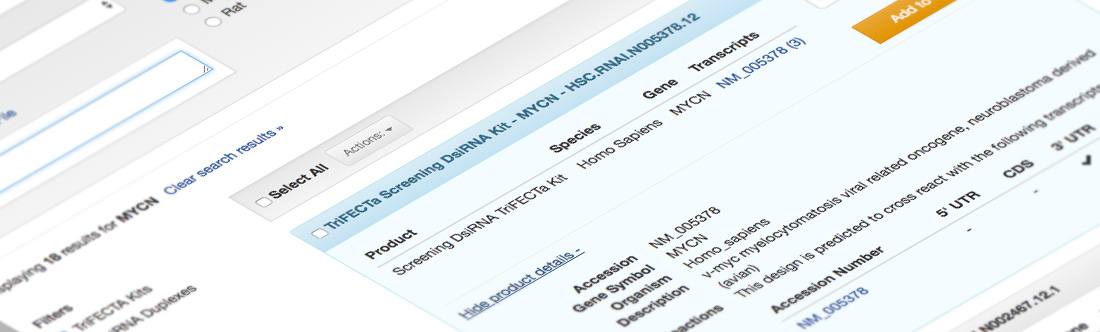 Rat
Add to
File
Displaying 18 results for MYCN Clear search results »
Filters
TriFECTA Kits
RNA Duplexes
Select All Actions:
TriFECTa Screening DsiRNA Kit - MYCN - HSC.RNAI.N005378.12
Product Species Gene Transcripts
Screening DsiRNA TriFECTa Kit Homo Sapiens MYCN NM_005378 (3)
Hide product details -
Accession NM_005378
Gene Symbol MYCN
Organism Homo_sapiens
Description v-myc myelocytomatosis viral related oncogene, neuroblastoma derived
(avian)
actions This design is predicted to cross react with the following transcripts
Accession Number 5' UTR CDS 3' UTR
NM_005378 - - ✓
N002467.12.1